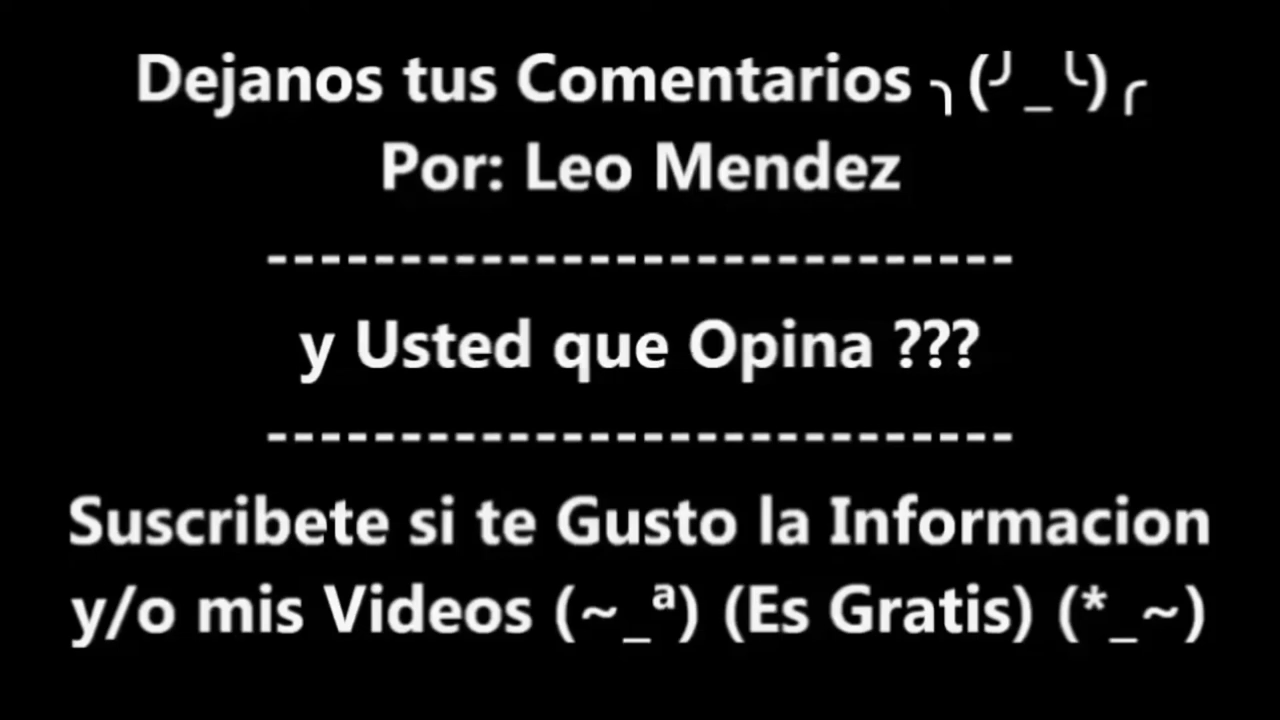 Dejanos tus Comentarios ╮(╯_╰)╭
Por: Leo Mendez
----------------------------
y Usted que Opina ???
----------------------------
Suscribete si te Gusto la Informacion
y/o mis Videos (~_ª) (Es Gratis) (*_~)